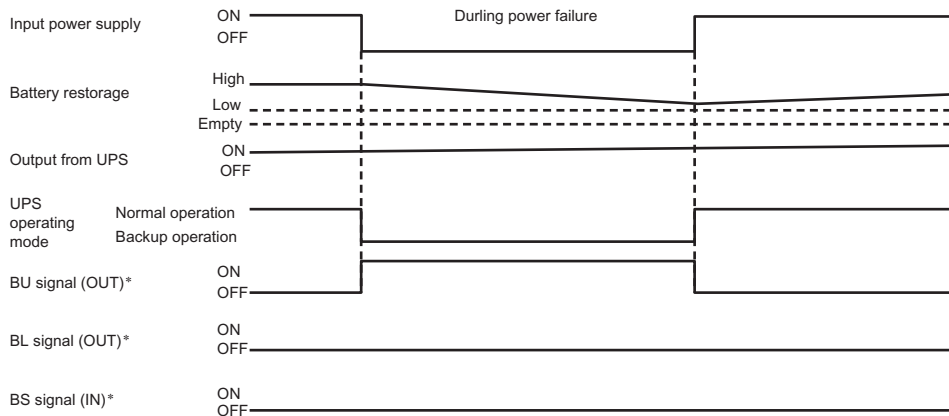 Input power supply ON OFF Durling power failure
Battery restorage High Low Empty
Output from UPS ON OFF
UPS operating mode Normal operation Backup operation
BU signal (OUT)* ON OFF
BL signal (OUT)* ON OFF
BS signal (IN)* ON OFF